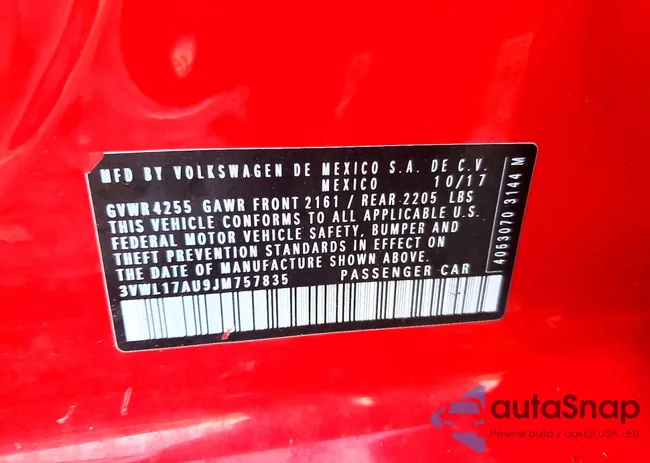 MFD BY VOLKSWAGEN DE MEXICO S.A. DE C.V.
MEXICO 10/17
GVWR 4255 GAWR FRONT 2161 / REAR 2205 LBS
THIS VEHICLE CONFORMS TO ALL APPLICABLE U.S.
FEDERAL MOTOR VEHICLE SAFETY, BUMPER AND
THEFT PREVENTION STANDARDS IN EFFECT ON
THE DATE OF MANUFACTURE SHOWN ABOVE.
3VWL17AU9JM757835 PASSENGER CAR
4053070 3144 M
autaSnap
Pewne auta z aukcji USA - EU